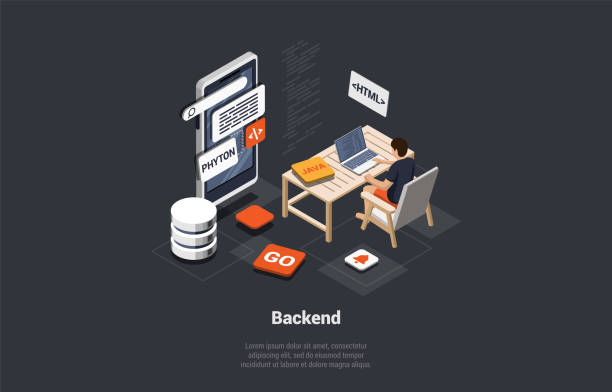 <HTML>
PHYTON
JAVA
GO
Backend
Lorem ipsum dolor sit amet, consectetur
adipiscing elit, sed do eiusmod tempor
incididunt ut labore et dolore magna aliqua.